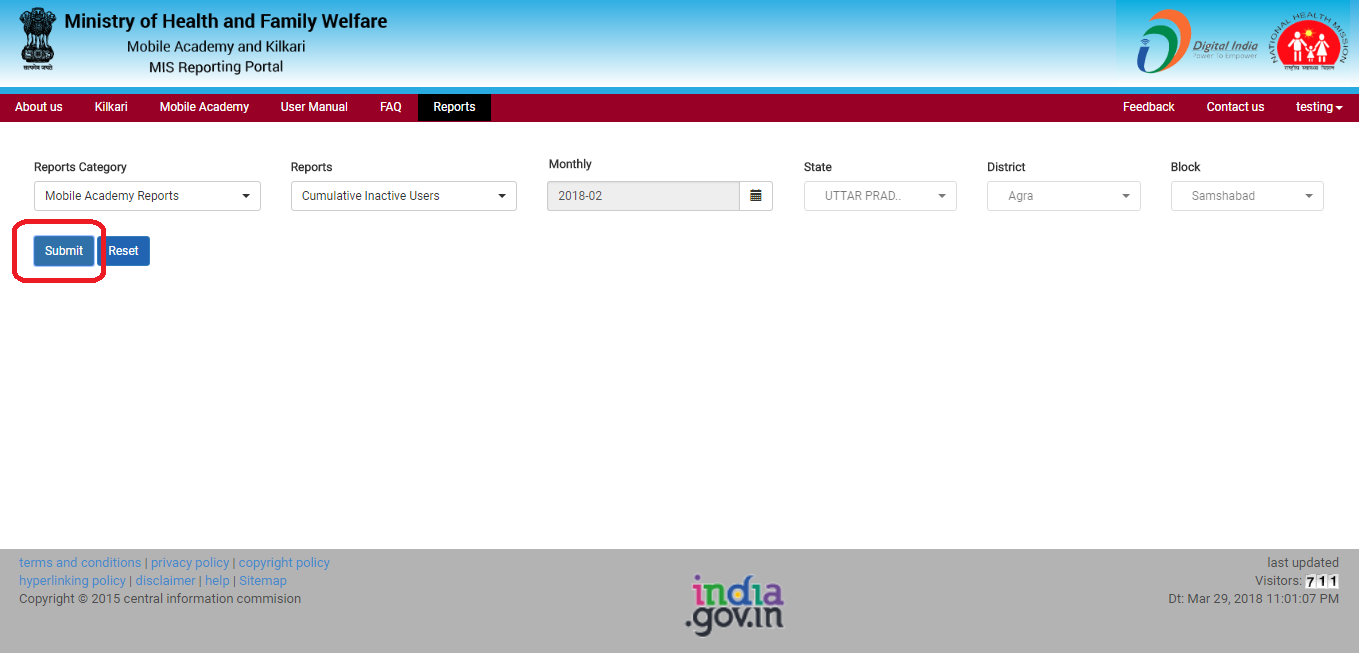 Ministry of Health and Family Welfare
Mobile Academy and Kilkari
MIS Reporting Portal
सत्यमेव जयते
Digital India
Power To Empower
NATIONAL HEALTH MISSION
राष्ट्रीय स्वास्थ्य मिशन
About us Kilkari Mobile Academy User Manual FAQ Reports Feedback Contact us testing
Reports Category Reports Monthly State District Block
Mobile Academy Reports Cumulative Inactive Users 2018-02 UTTAR PRAD.. Agra Samshabad
Submit Reset
terms and conditions | privacy policy | copyright policy
hyperlinking policy | disclaimer | help | Sitemap
Copyright © 2015 central information commision
india
.gov.in
last updated
Visitors: 711
Dt: Mar 29, 2018 11:01:07 PM